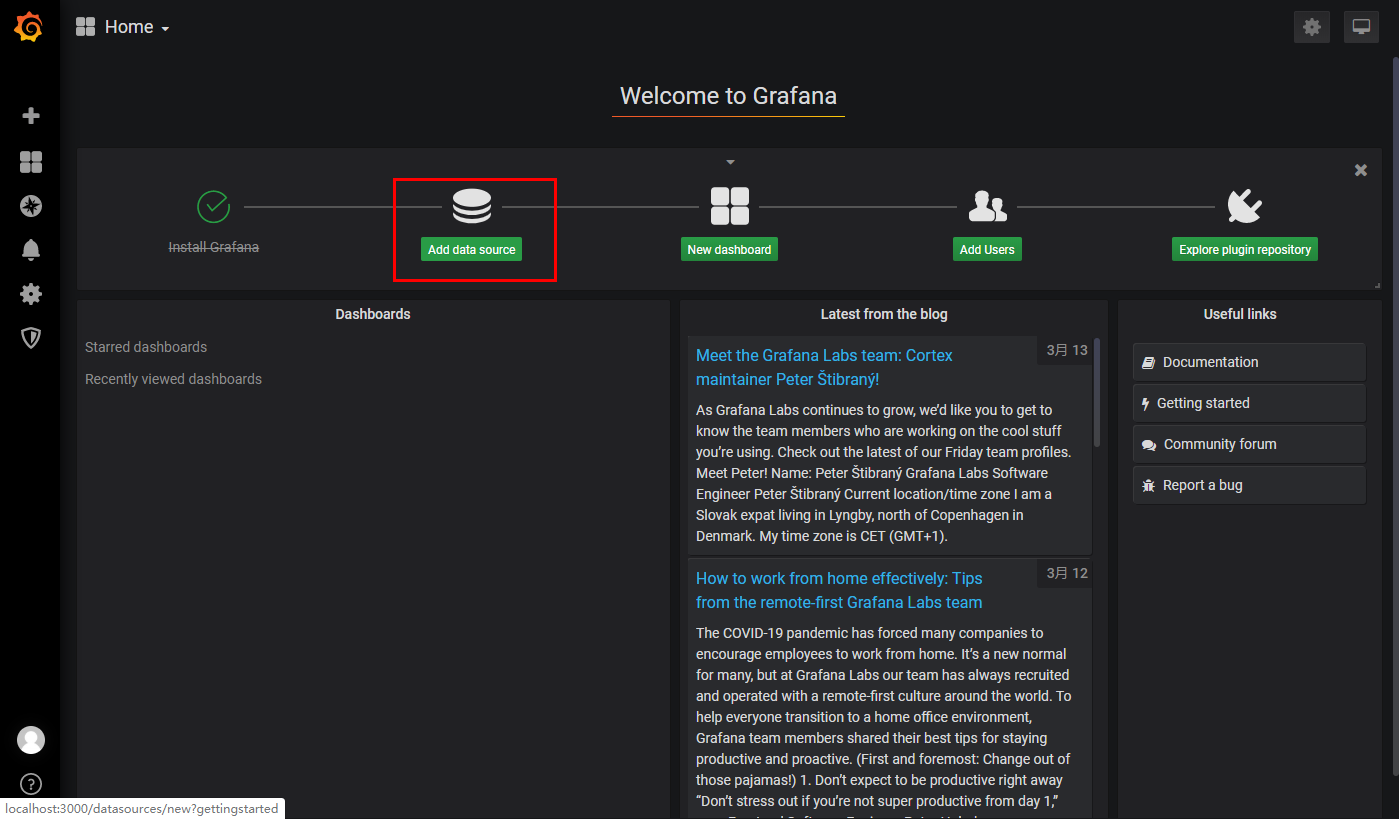 Home
Welcome to Grafana
Install Grafana
Add data source
New dashboard
Add Users
Explore plugin repository
Dashboards
Starred dashboards
Recently viewed dashboards
Latest from the blog
Meet the Grafana Labs team: Cortex
maintainer Peter Štibraný!
3月 13
As Grafana Labs continues to grow, we’d like you to get to
know the team members who are working on the cool stuff
you’re using. Check out the latest of our Friday team profiles.
Meet Peter! Name: Peter Štibraný Grafana Labs Software
Engineer Peter Štibraný Current location/time zone I am a
Slovak expat living in Lyngby, north of Copenhagen in
Denmark. My time zone is CET (GMT+1).
How to work from home effectively: Tips
from the remote-first Grafana Labs team
3月 12
The COVID-19 pandemic has forced many companies to
encourage employees to work from home. It’s a new normal
for many, but at Grafana Labs our team has always recruited
and operated with a remote-first culture around the world. To
help everyone transition to a home office environment,
Grafana team members shared their best tips for staying
productive and proactive. (First and foremost: Change out of
those pajamas!) 1. Don’t expect to be productive right away
“Don’t stress out if you’re not super productive from day 1,”
Useful links
Documentation
Getting started
Community forum
Report a bug
localhost:3000/datasources/new?gettingstarted